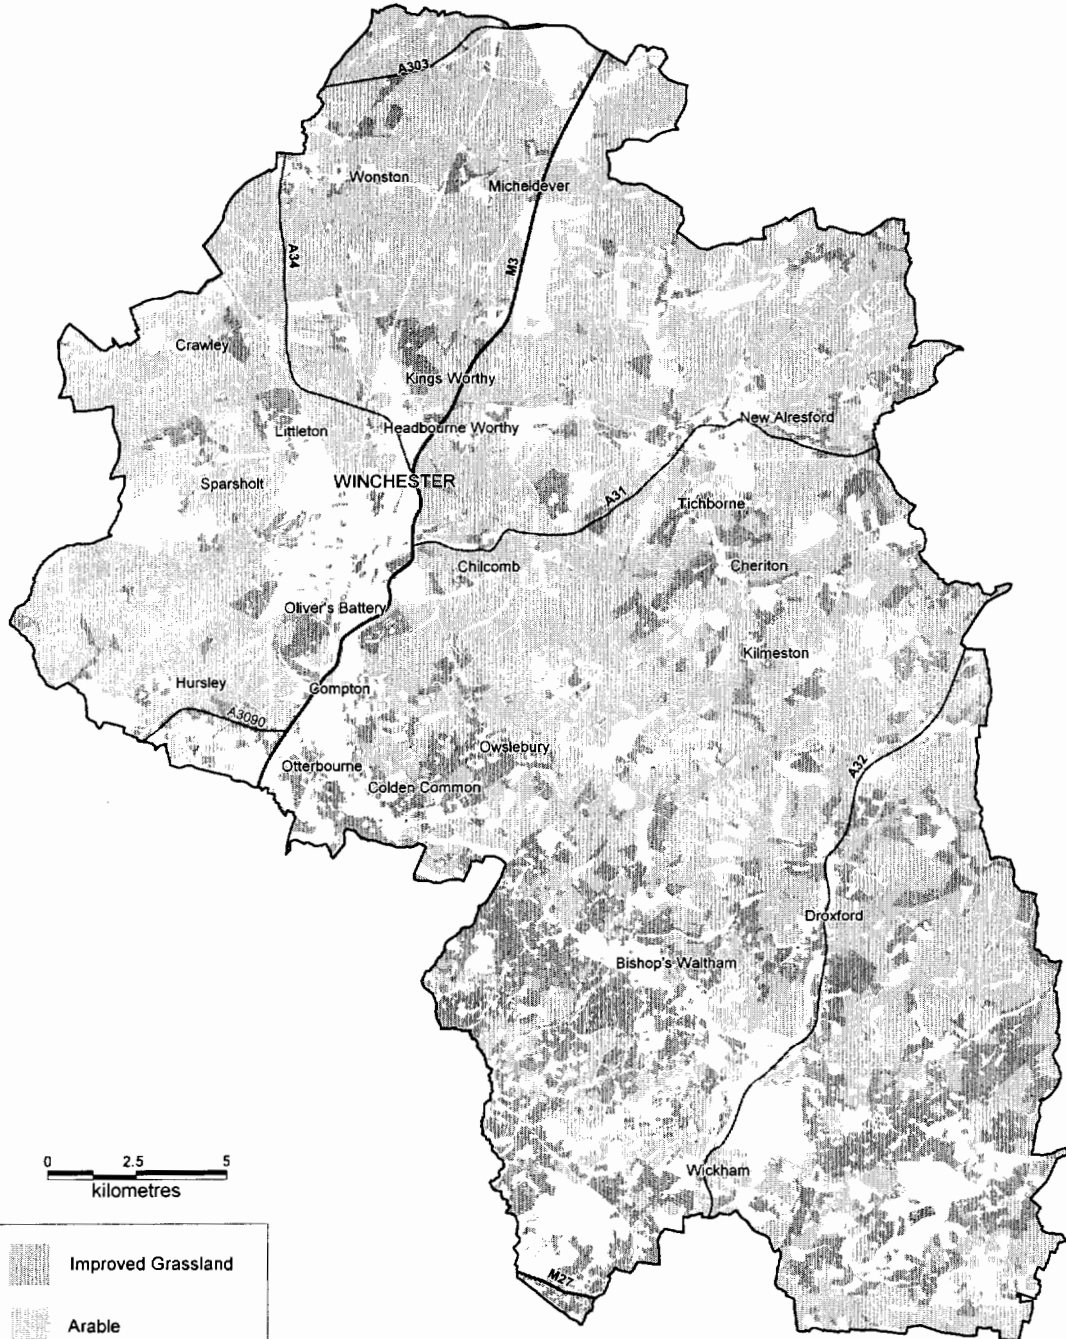 A303
Wonston
Micheldever
A34
M3
Crawley
Kings Worthy
New Alresford
Headbourne Worthy
Littleton
WINCHESTER
Sparsholt
A31
Tichborne
Chilcomb
Cheriton
Oliver's Battery
Kilmeston
Hursley
Compton
A3090
Owslebury
Otterbourne
A32
Colden Common
Droxford
Bishop's Waltham
0 2.5 5
kilometres
Wickham
Improved Grassland
M27
Arable